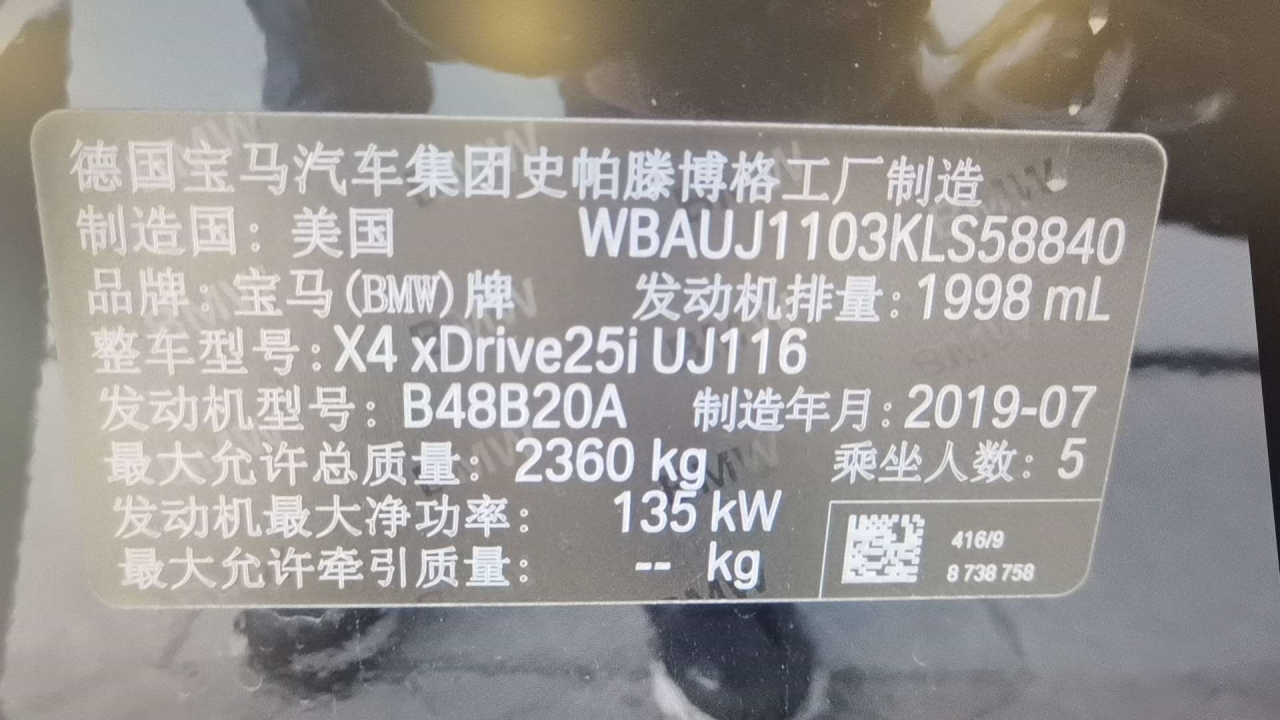 德国宝马汽车集团史帕滕博格工厂制造
制造国：美国 WBAUJ1103KLS58840
品牌：宝马(BMW)牌 发动机排量：1998 mL
整车型号：X4 xDrive25i UJ116
发动机型号：B48B20A 制造年月：2019-07
最大允许总质量：2360 kg 乘坐人数：5
发动机最大净功率：135 kW
最大允许牵引质量：-- kg
416/9
8 738 758